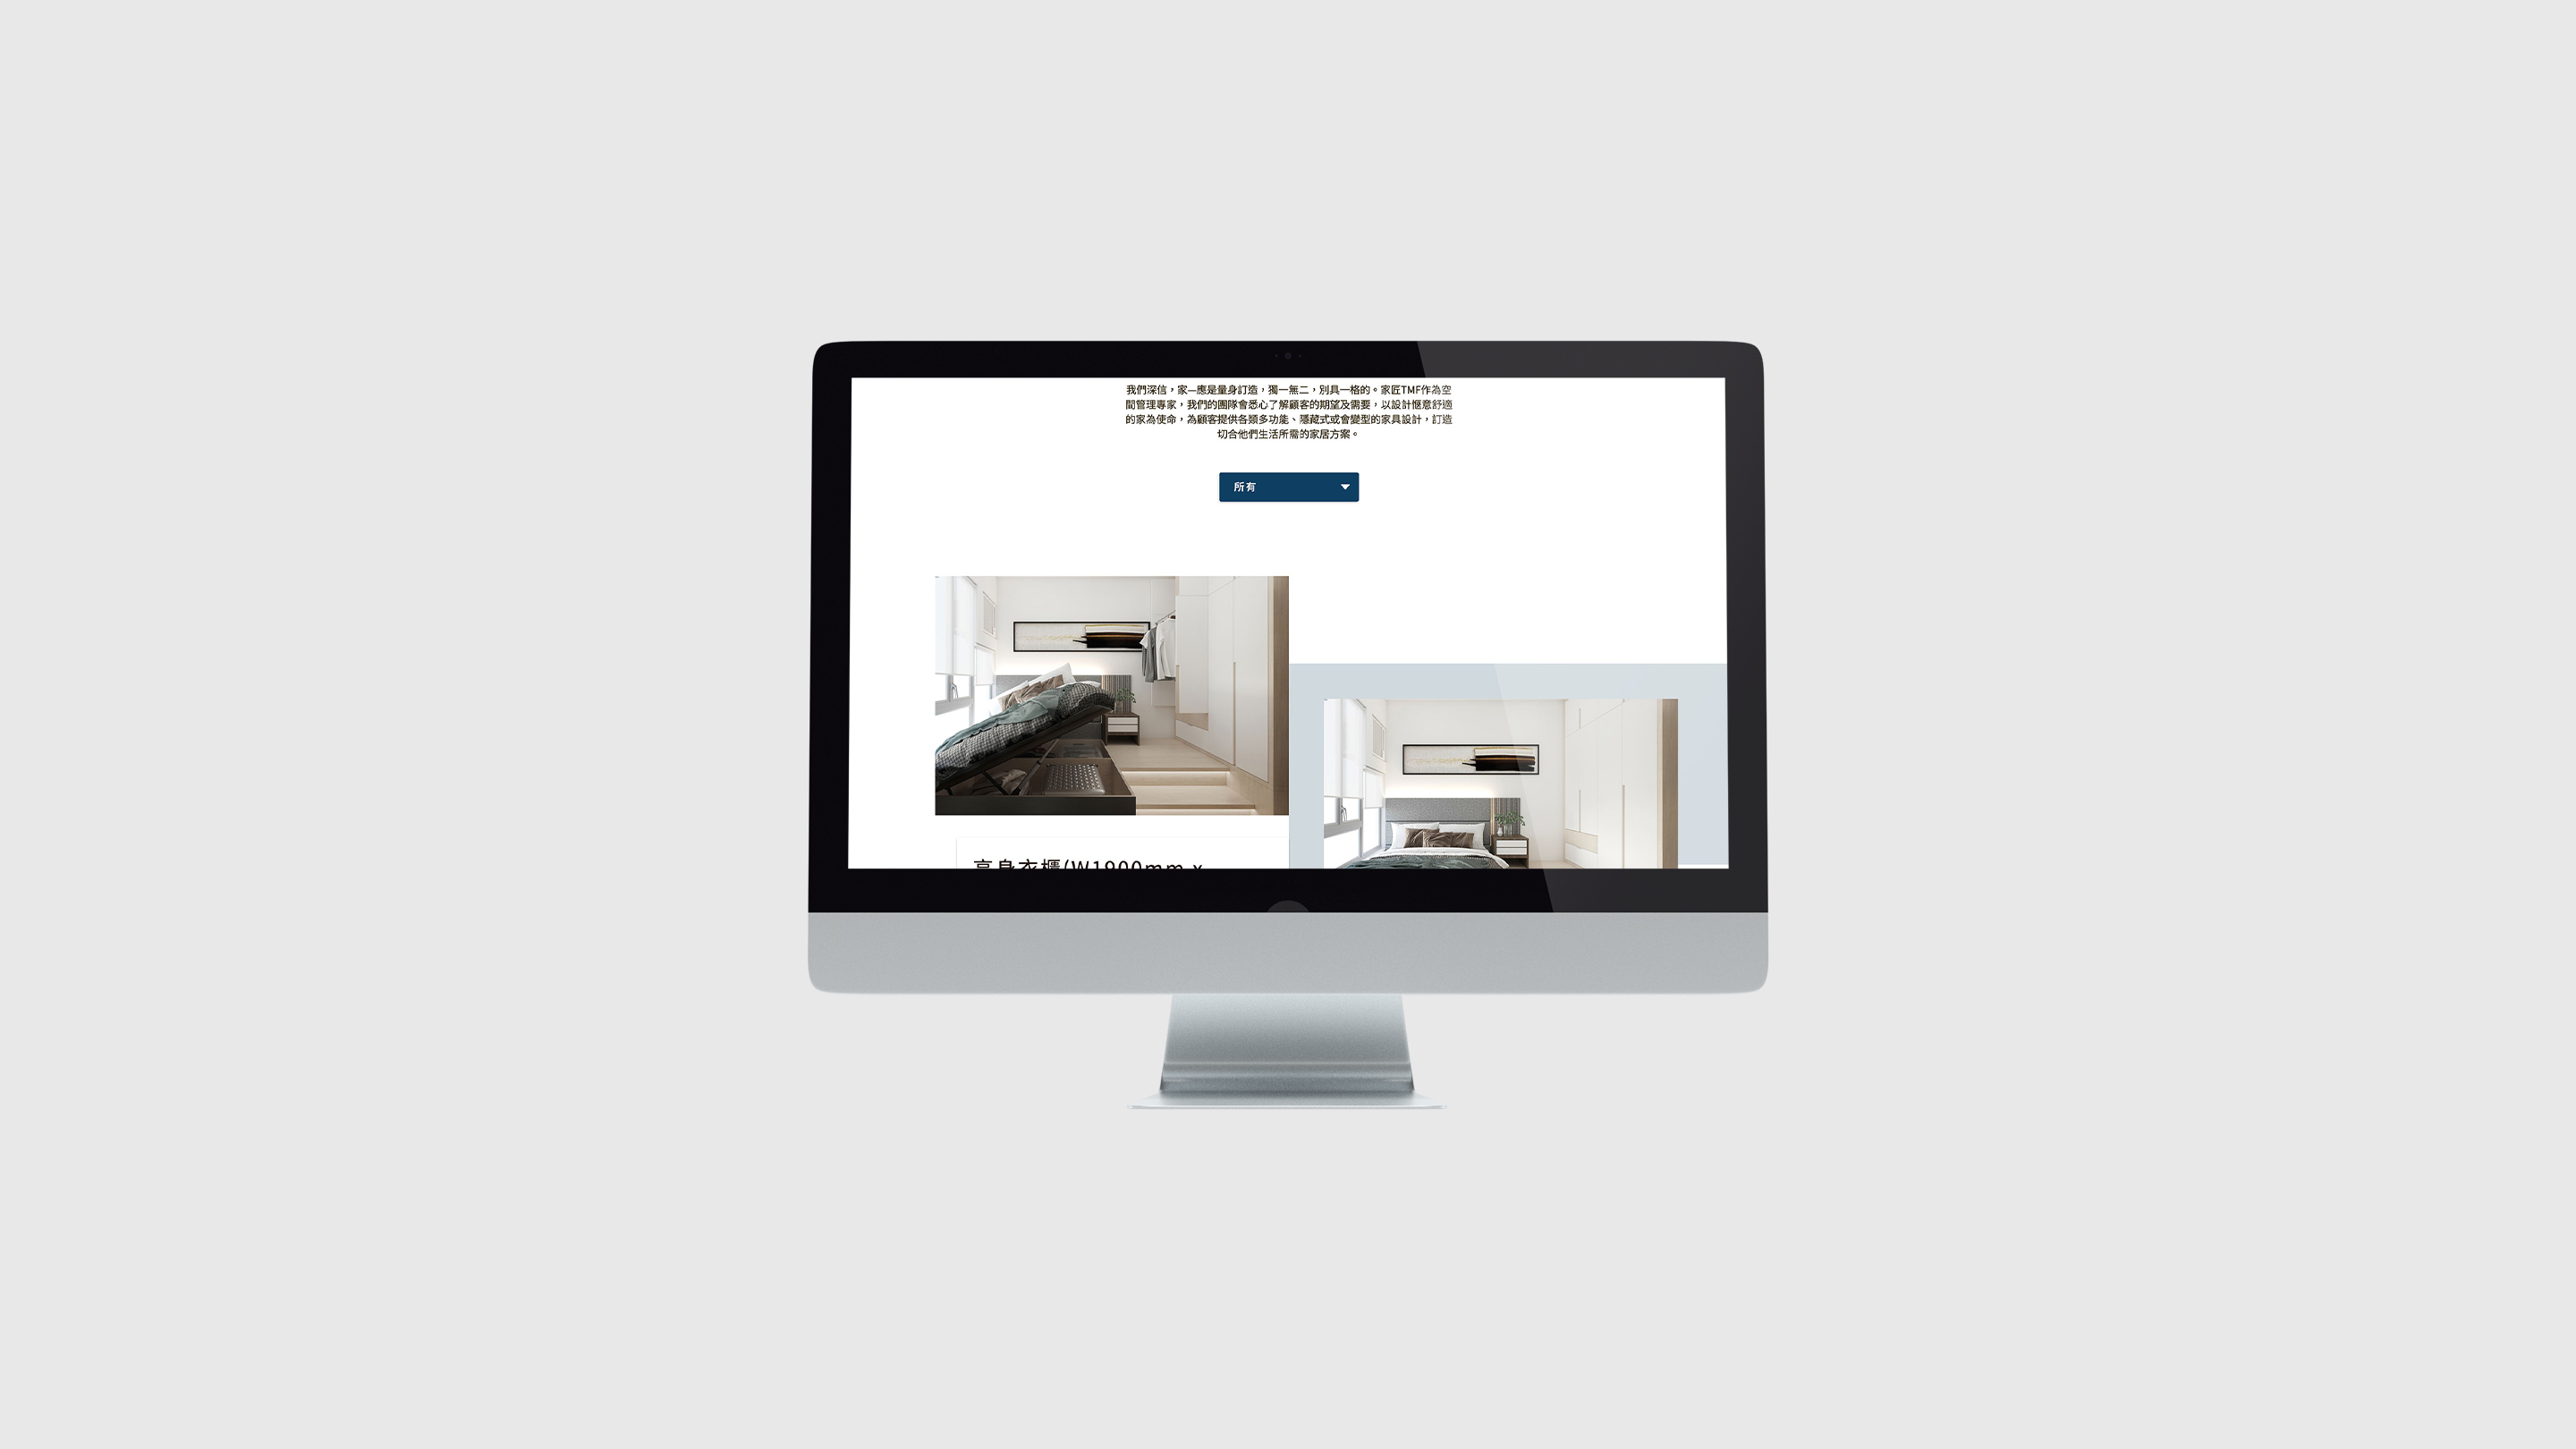 我們深信，家—應是量身訂造，獨一無二，別具一格的。家匠TMF作為空
間管理專家，我們的團隊會悉心了解顧客的期望及需要，以設計愜意舒適
的家為使命，為顧客提供各類多功能、隱藏式或會變型的家具設計，訂造
切合他們生活所需的家居方案。
所有
高身衣櫃(W1900mm x